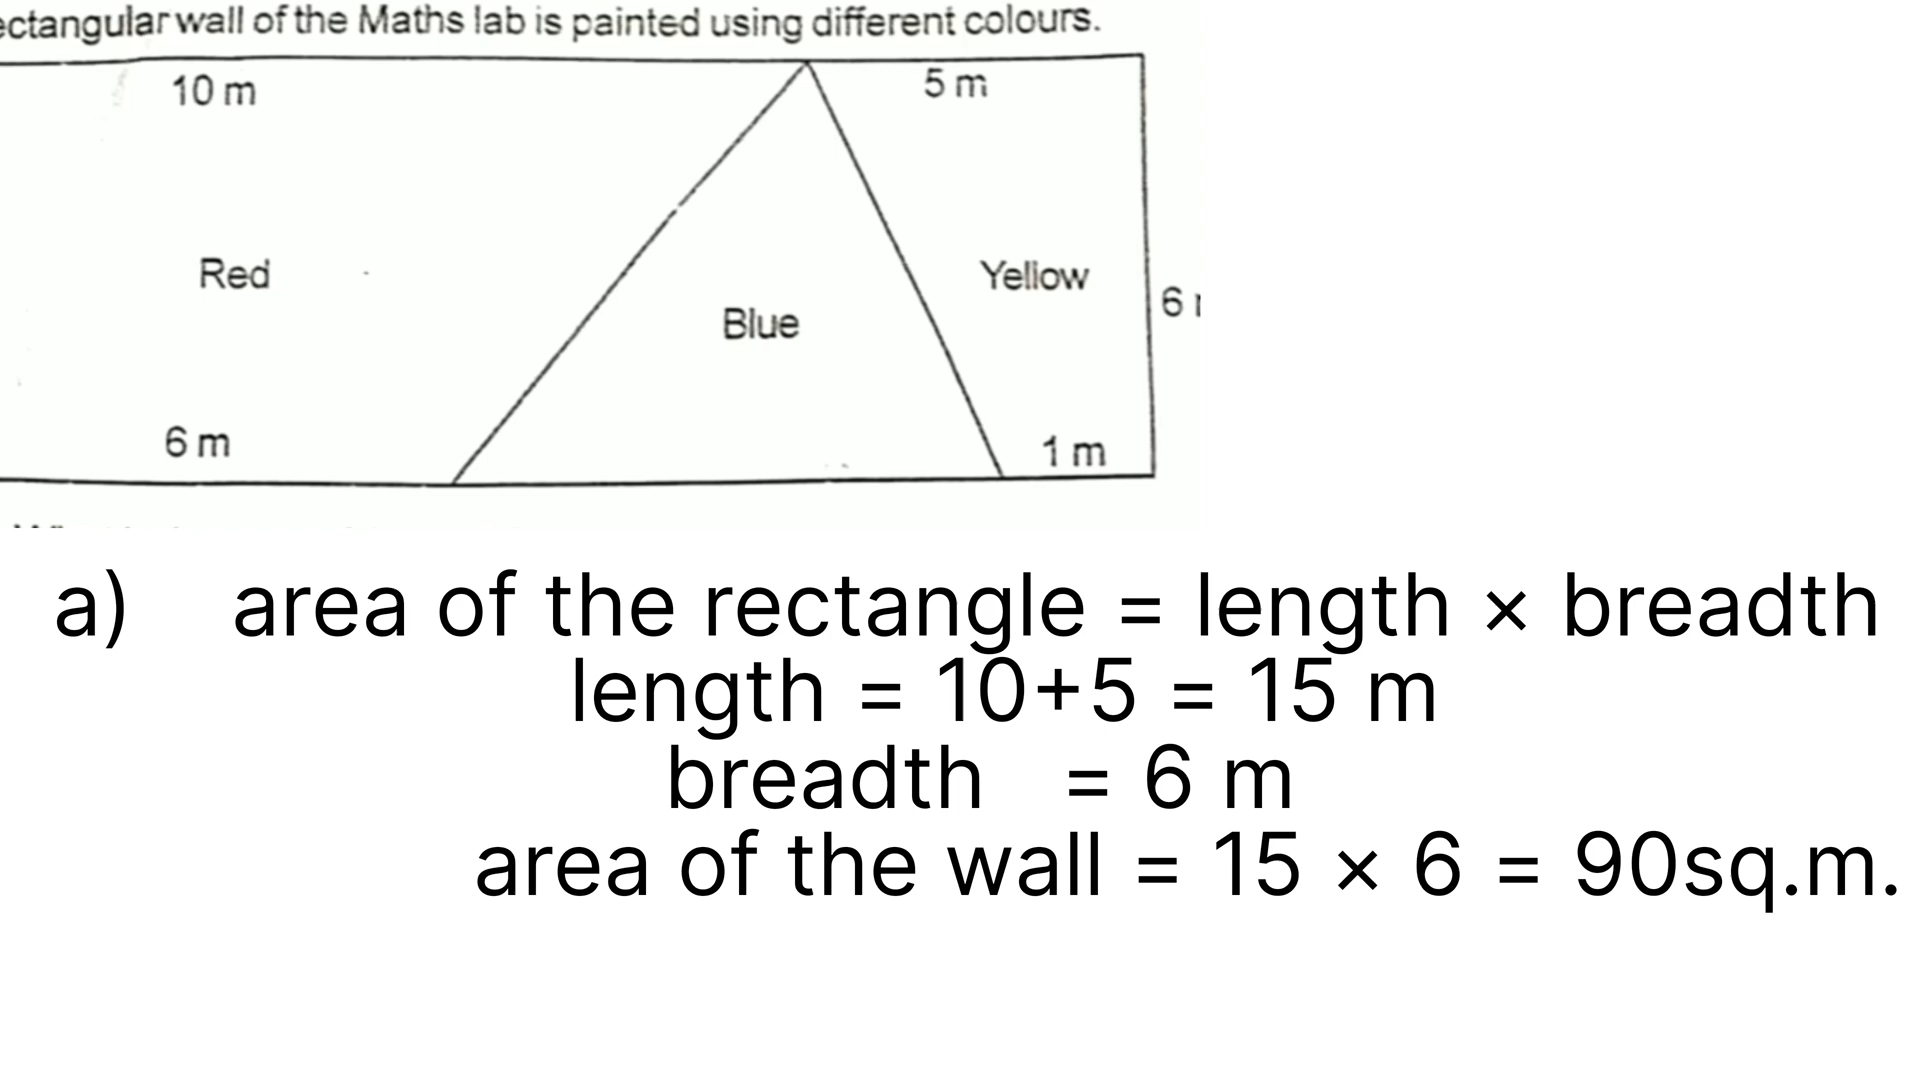 ectangular wall of the Maths lab is painted using different colours.
10 m
5 m
Red
Yellow
6
Blue
6 m
1 m
a) area of the rectangle = length × breadth
length = 10+5 = 15 m
breadth = 6 m
area of the wall = 15 × 6 = 90sq.m.